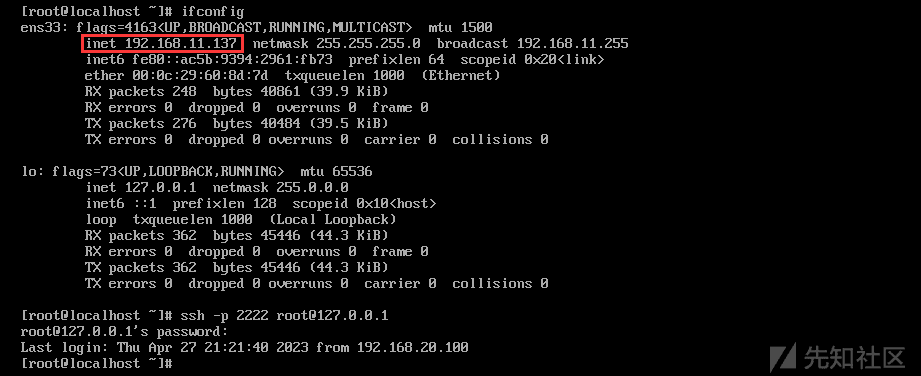 [root@localhost ~]# ifconfig
ens33: flags=4163<UP,BROADCAST,RUNNING,MULTICAST>  mtu 1500
inet 192.168.11.137  netmask 255.255.255.0  broadcast 192.168.11.255
inet6 fe80::ac5b:9394:2961:fb73  prefixlen 64  scopeid 0x20<link>
ether 00:0c:29:60:8d:7d  txqueuelen 1000  (Ethernet)
RX packets 248  bytes 40861 (39.9 KiB)
RX errors 0  dropped 0  overruns 0  frame 0
TX packets 276  bytes 40484 (39.5 KiB)
TX errors 0  dropped 0 overruns 0  carrier 0  collisions 0
lo: flags=73<UP,LOOPBACK,RUNNING>  mtu 65536
inet 127.0.0.1  netmask 255.0.0.0
inet6 ::1  prefixlen 128  scopeid 0x10<host>
loop  txqueuelen 1000  (Local Loopback)
RX packets 362  bytes 45446 (44.3 KiB)
RX errors 0  dropped 0  overruns 0  frame 0
TX packets 362  bytes 45446 (44.3 KiB)
TX errors 0  dropped 0 overruns 0  carrier 0  collisions 0
[root@localhost ~]# ssh -p 2222 root@127.0.0.1
root@127.0.0.1's password:
Last login: Thu Apr 27 21:21:40 2023 from 192.168.20.100
[root@localhost ~]#
先知社区